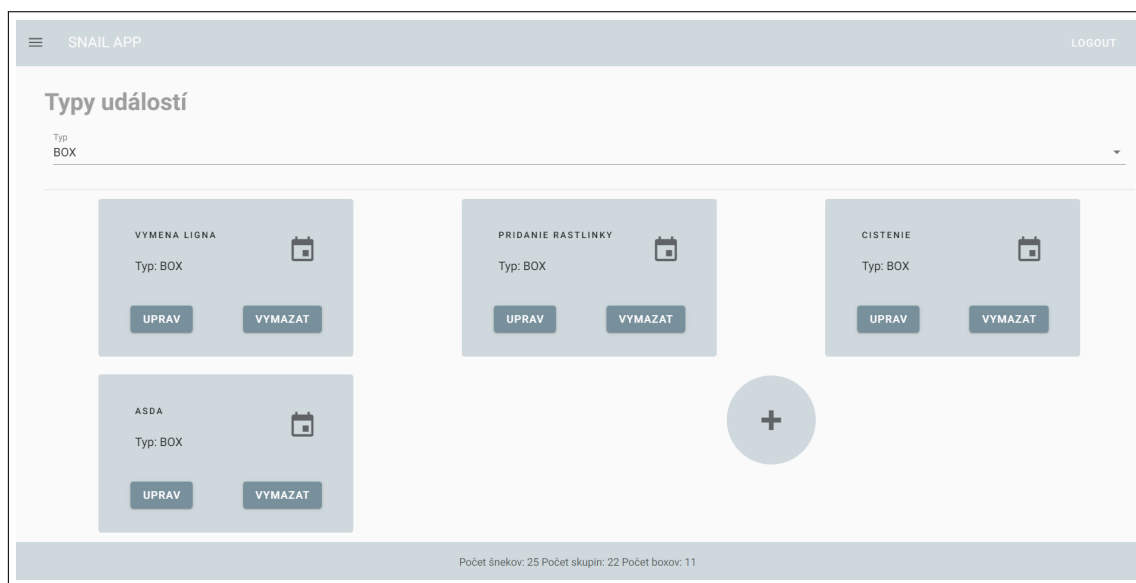 SNAIL APP
LOGOUT
Typy událostí
Typ
BOX
VYMENA LIGNA
Typ: BOX
UPRAV
VYMAZAT
PRIDANIE RASTLINKY
Typ: BOX
UPRAV
VYMAZAT
CISTENIE
Typ: BOX
UPRAV
VYMAZAT
ASDA
Typ: BOX
UPRAV
VYMAZAT
Počet šnekov: 25 Počet skupin: 22 Počet boxov: 11